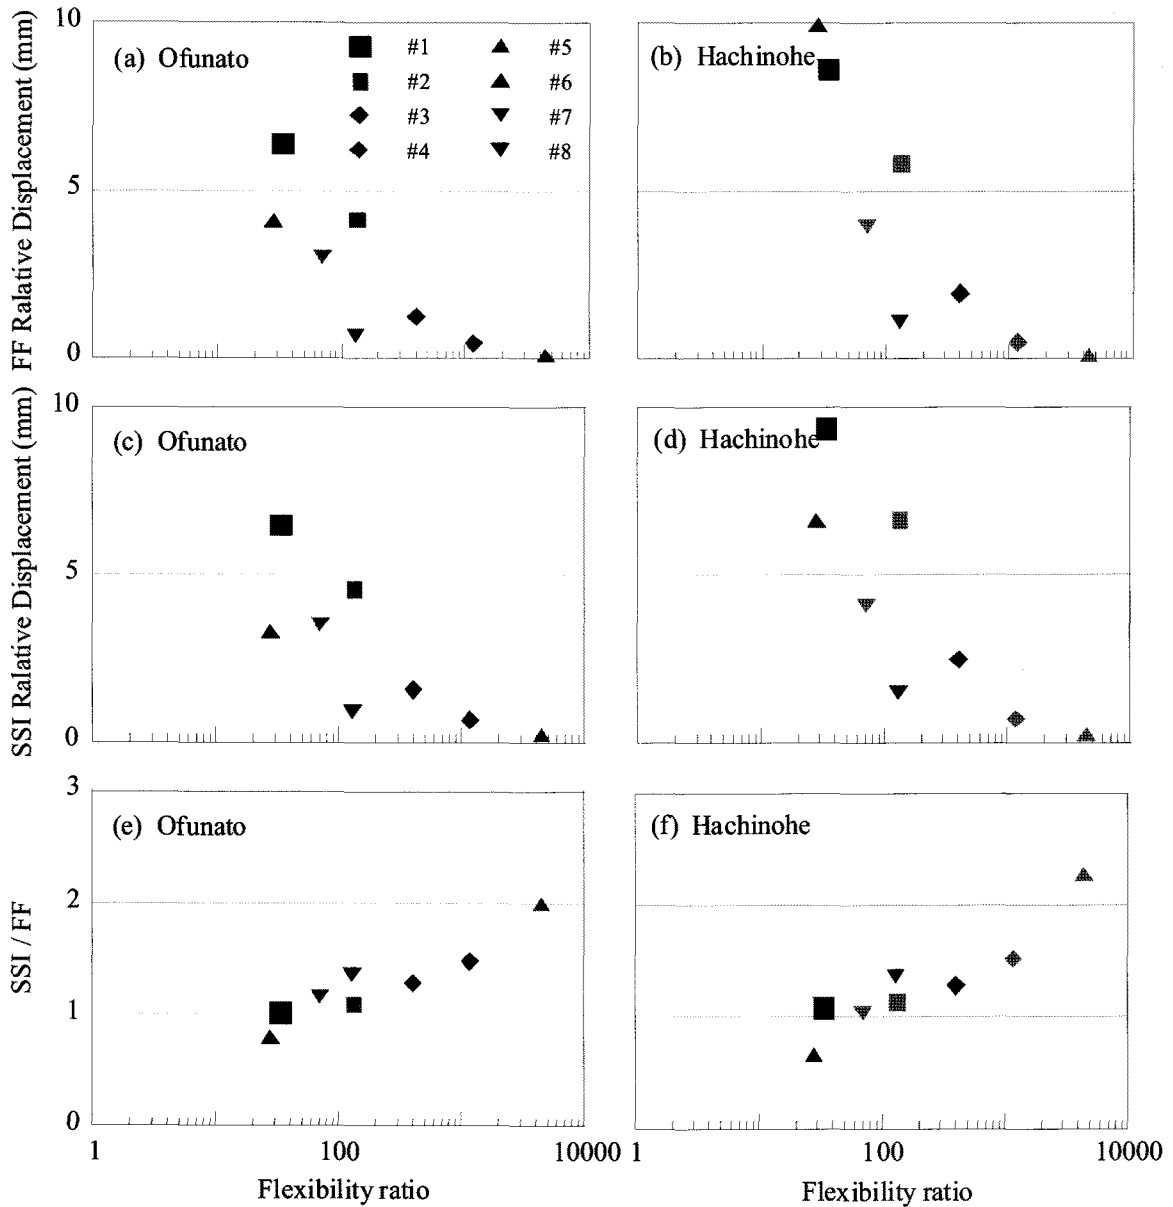 FF Ralative Displacement (mm)
10
5
0
(a) Ofunato
#1
#2
#3
#4
#5
#6
#7
#8
(b) Hachinohe
SSI Ralative Displacement (mm)
10
5
0
(c) Ofunato
(d) Hachinohe
SSI / FF
3
2
1
0
(e) Ofunato
(f) Hachinohe
1
100
10000
Flexibility ratio
1
100
10000
Flexibility ratio